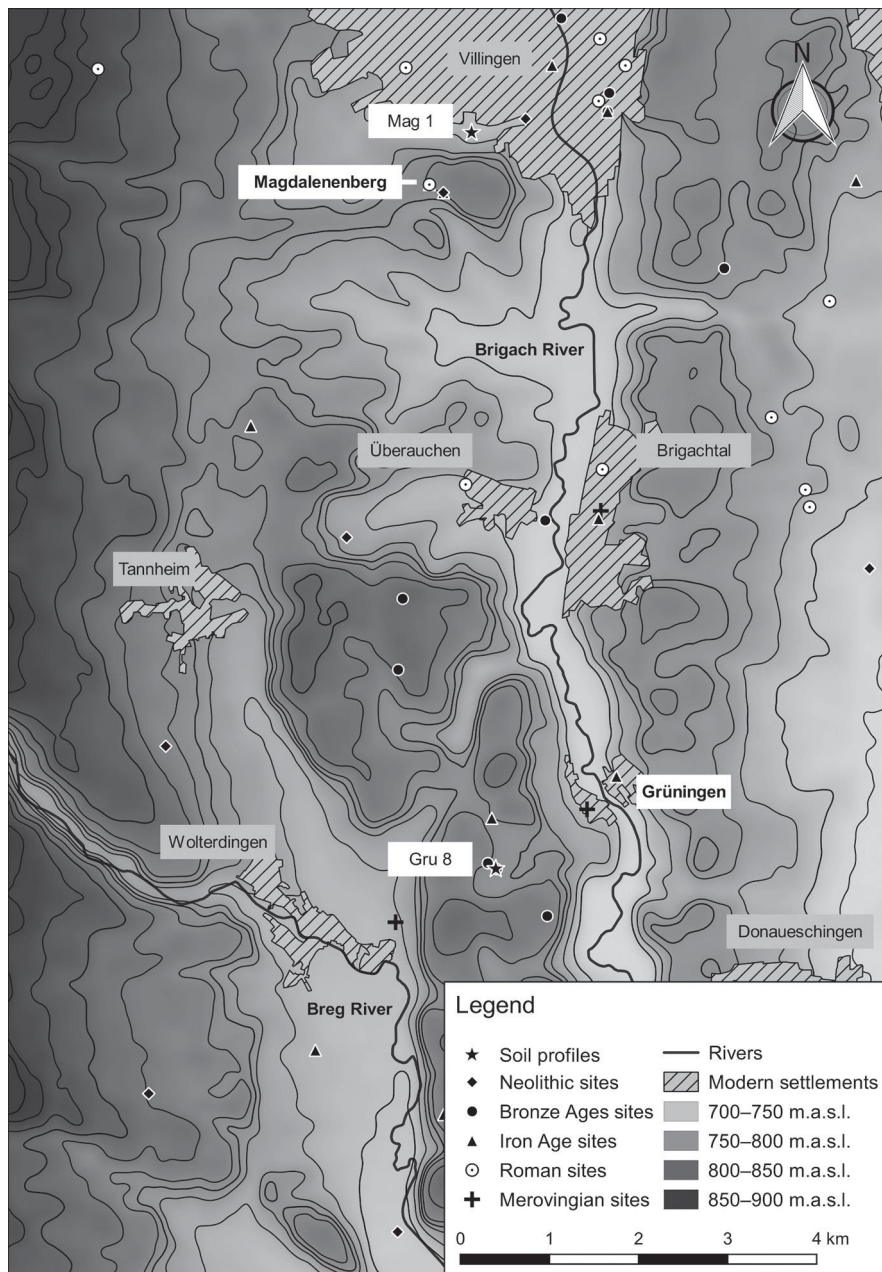 Villingen
N
Mag 1
Magdalenenberg
Brigach River
Überauchen
Brigachtal
Tannheim
Grüningen
Wolterdingen
Gru 8
Donaueschingen
Breg River
Legend
Soil profiles
Neolithic sites
Bronze Ages sites
Iron Age sites
Roman sites
Merovingian sites
Rivers
Modern settlements
700–750 m.a.s.l.
750–800 m.a.s.l.
800–850 m.a.s.l.
850–900 m.a.s.l.
0 1 2 3 4 km